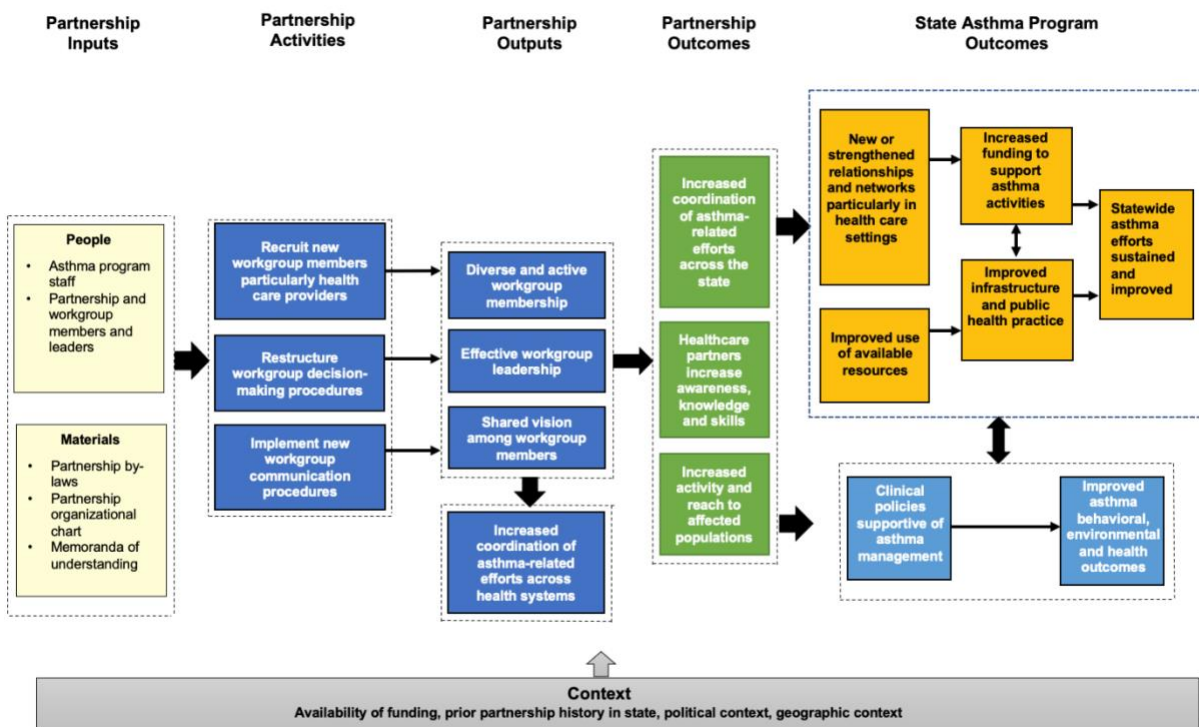 Partnership
Inputs
Partnership
Activities
Partnership
Outputs
Partnership
Outcomes
State Asthma Program
Outcomes
People
• Asthma program
staff
• Partnership and
workgroup
members and
leaders
Materials
• Partnership by-
laws
• Partnership
organizational
chart
• Memoranda of
understanding
Recruit new
workgroup members
particularly health
care providers
Restructure
workgroup decision-
making procedures
Implement new
workgroup
communication
procedures
Diverse and active
workgroup
membership
Effective workgroup
leadership
Shared vision
among workgroup
members
Increased
coordination of
asthma-related
efforts across
health systems
Increased
coordination
of asthma-
related efforts
across the
state
Healthcare
partners
increase
awareness,
knowledge
and skills
Increased
activity and
reach to
affected
populations
New or
strengthened
relationships
and networks
particularly in
health care
settings
Improved use
of available
resources
Increased
funding to
support
asthma
activities
Improved
infrastructure
and public
health practice
Statewide
asthma
efforts
sustained
and
improved
Clinical
policies
supportive of
asthma
management
Improved
asthma
behavioral,
environmental
and health
outcomes
Context
Availability of funding, prior partnership history in state, political context, geographic context